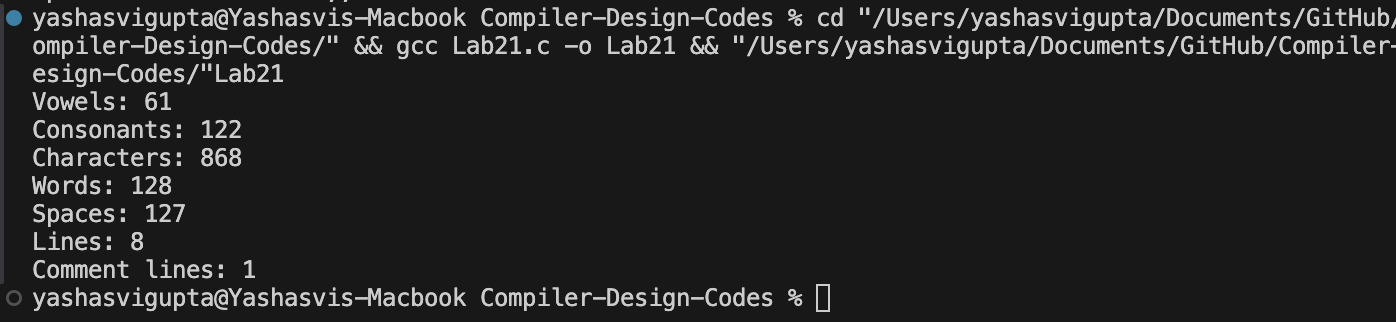 yashasvigupta@Yashasvis-Macbook Compiler-Design-Codes % cd "/Users/yashasvigupta/Documents/GitHub/
ompiler-Design-Codes/" && gcc Lab21.c -o Lab21 && "/Users/yashasvigupta/Documents/GitHub/Compiler-
esign-Codes/"Lab21
Vowels: 61
Consonants: 122
Characters: 868
Words: 128
Spaces: 127
Lines: 8
Comment lines: 1
yashasvigupta@Yashasvis-Macbook Compiler-Design-Codes %